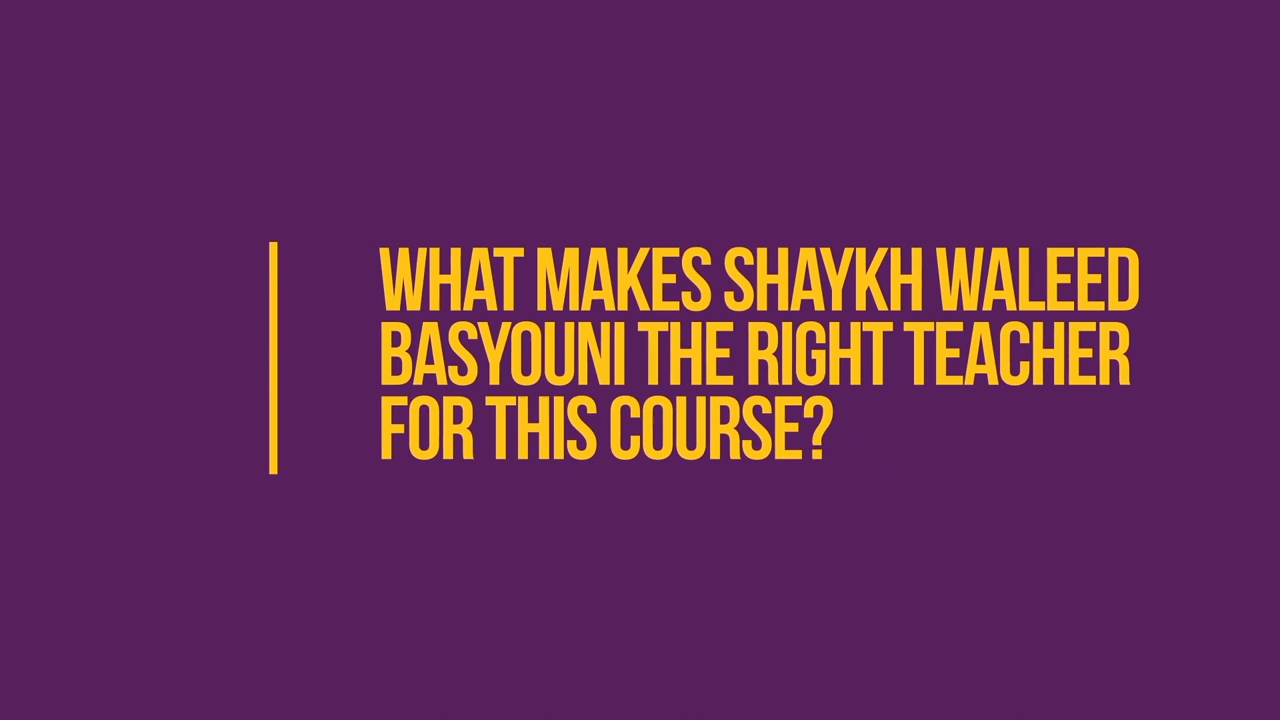 WHAT MAKES SHAYKH WALEED
BASYOUNI THE RIGHT TEACHER
FOR THIS COURSE?